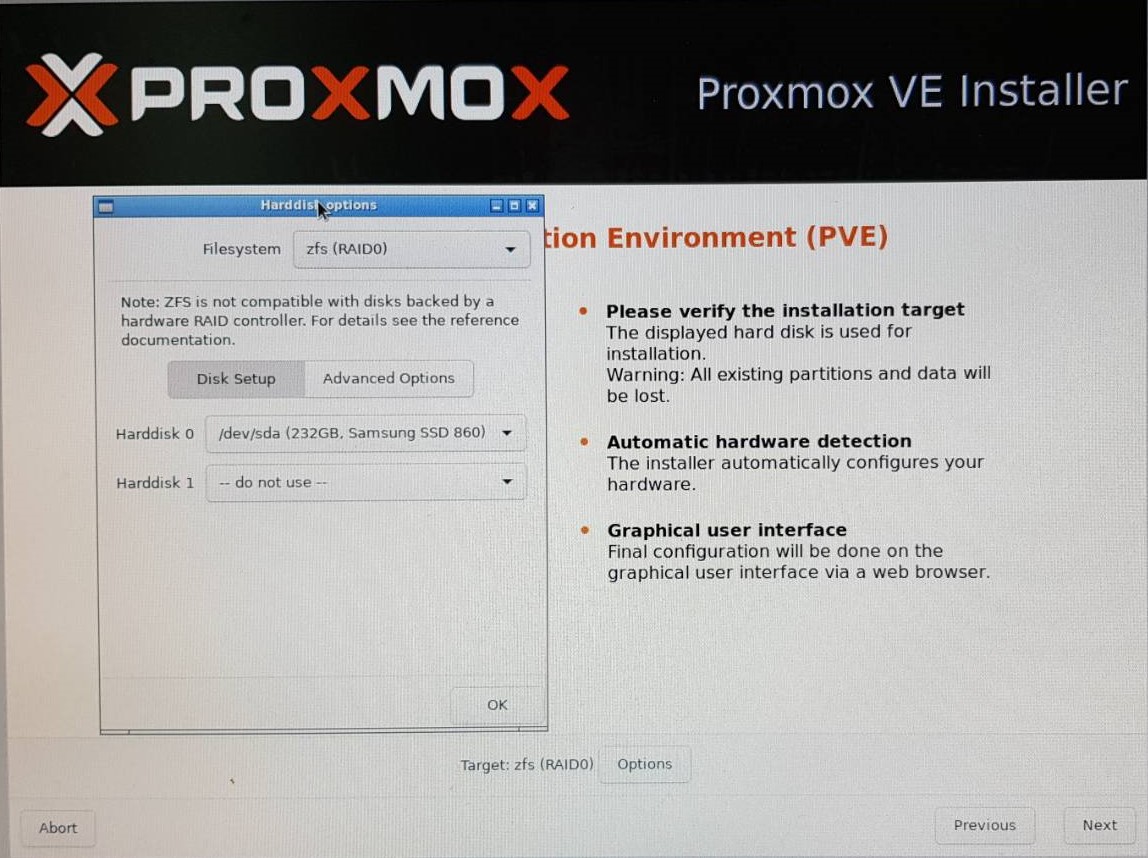 PROXMOX
Proxmox VE Installer
Harddisk options
tion Environment (PVE)
Filesystem
zfs (RAID0)
Note: ZFS is not compatible with disks backed by a
hardware RAID controller. For details see the reference
documentation.
Disk Setup
Advanced Options
Harddisk 0
/dev/sda (232GB, Samsung SSD 860)
Harddisk 1
-- do not use --
OK
Please verify the installation target
The displayed hard disk is used for
installation.
Warning: All existing partitions and data will
be lost.
Automatic hardware detection
The installer automatically configures your
hardware.
Graphical user interface
Final configuration will be done on the
graphical user interface via a web browser.
Target: zfs (RAID0)
Options
Abort
Previous
Next